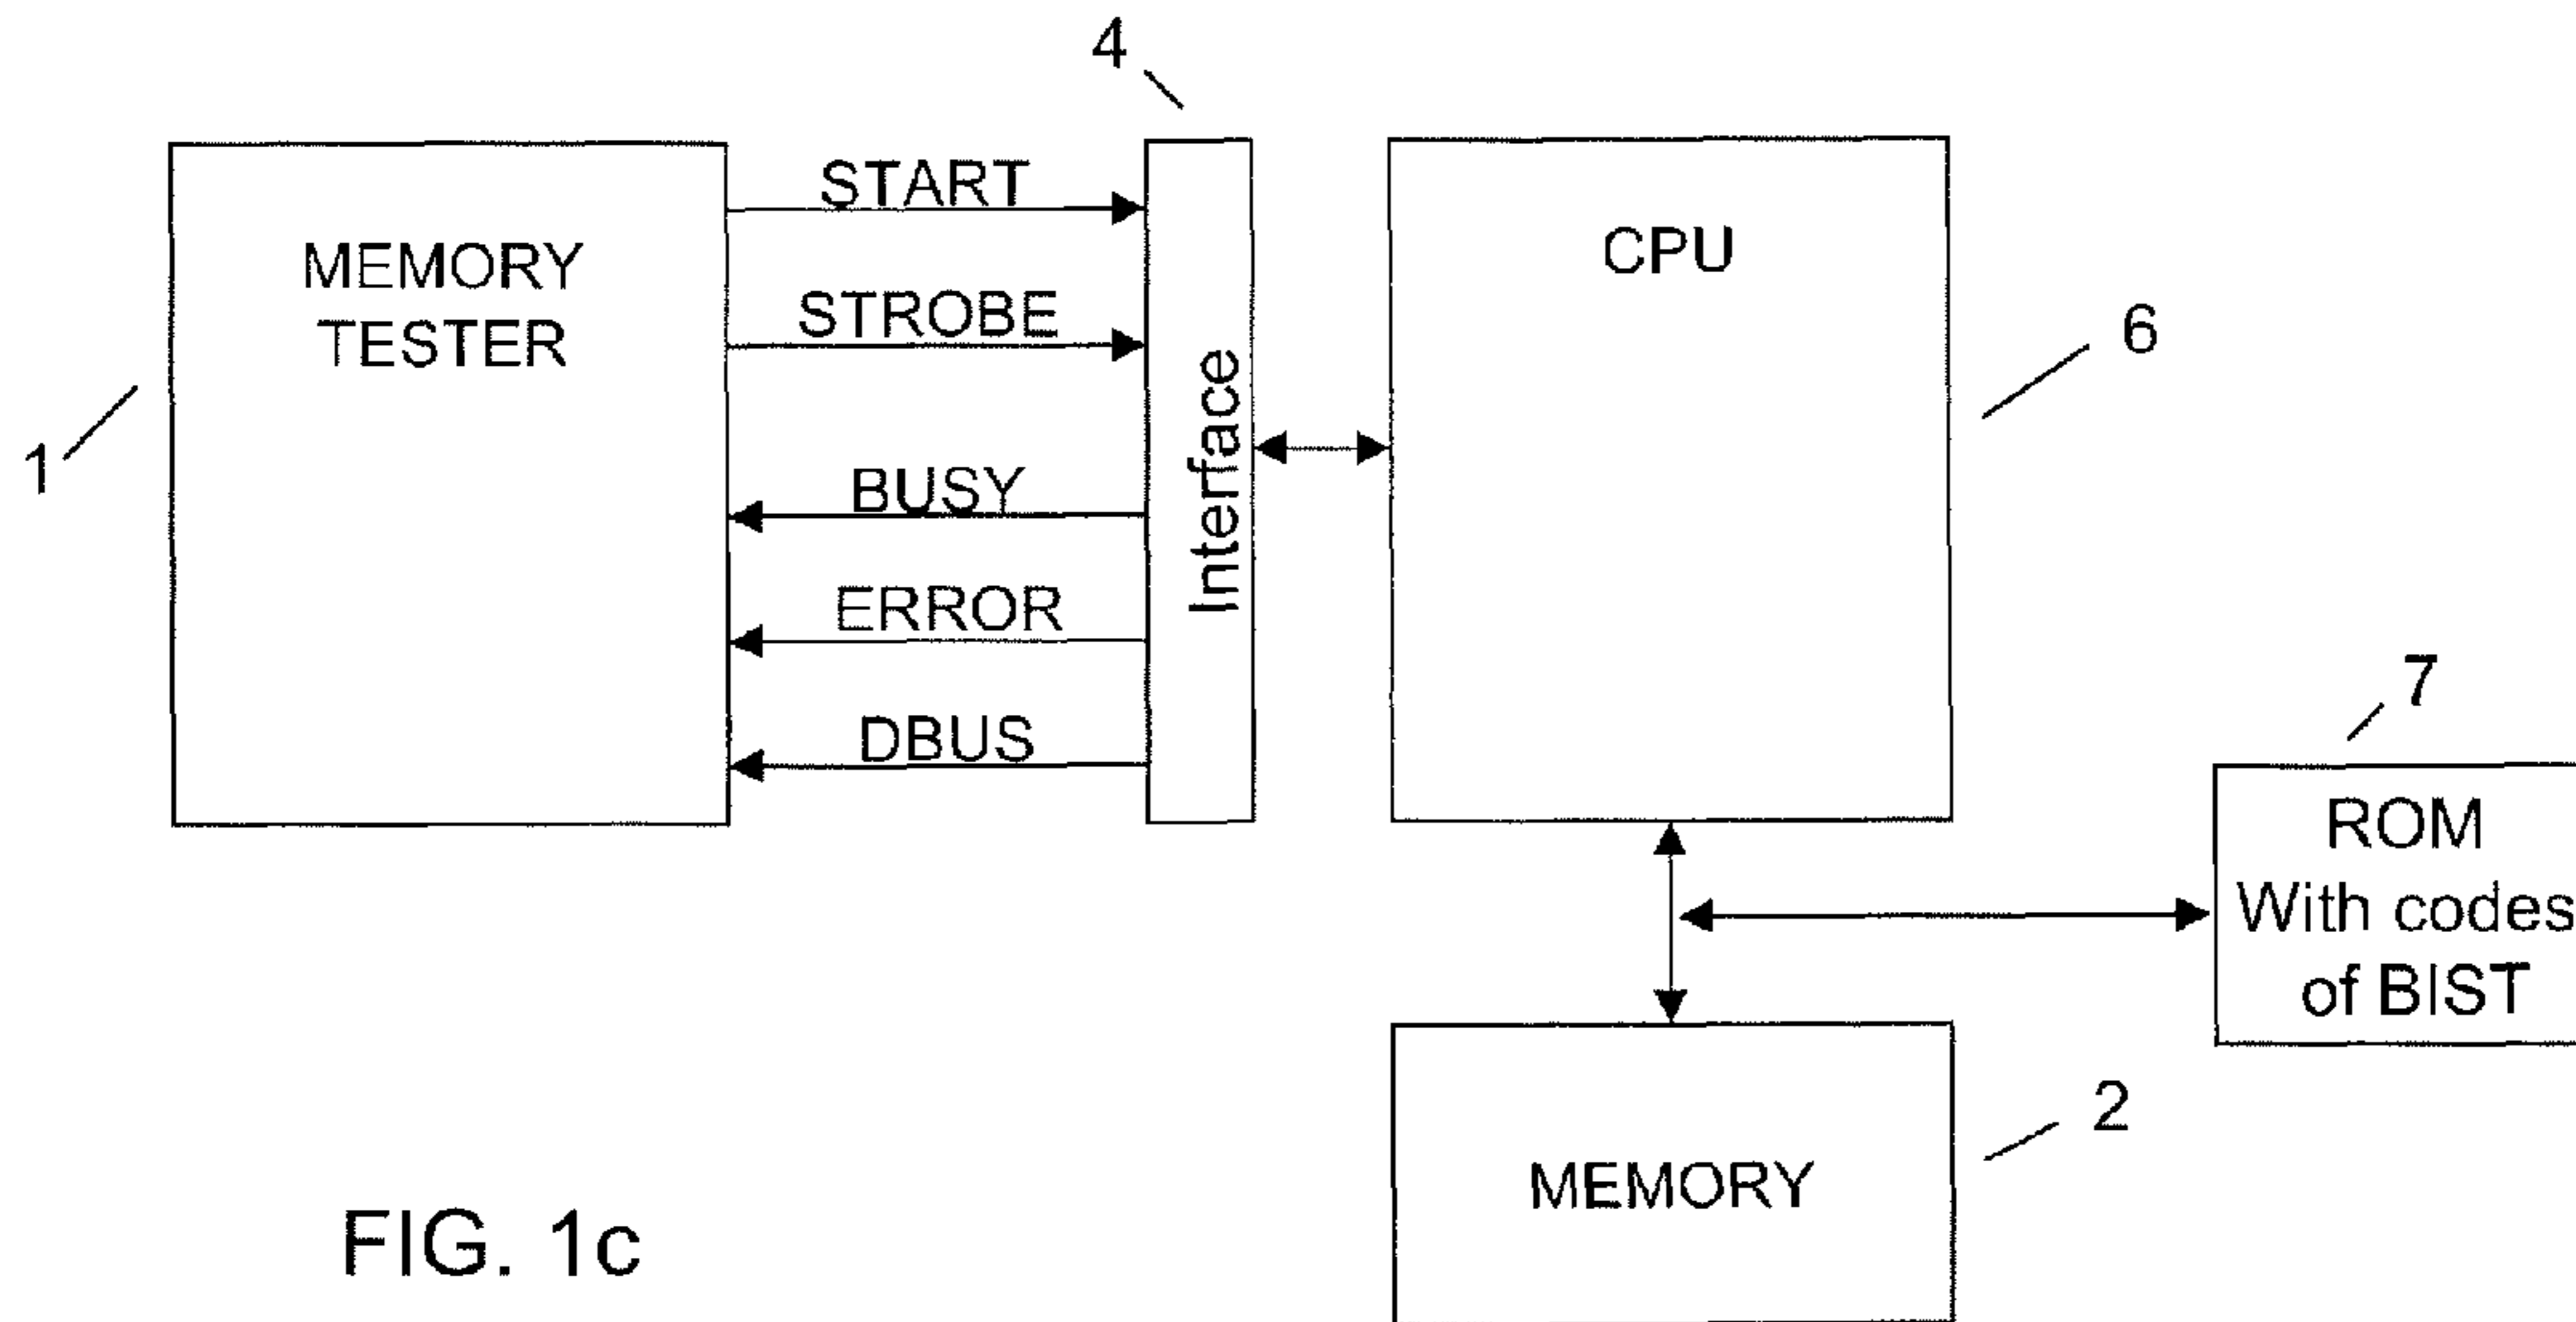 4
START
MEMORY
TESTER
CPU
STROBE
6
1
Interface
BUSY
ERROR
7
DBUS
ROM
With codes
of BIST
2
MEMORY
FIG. 1c